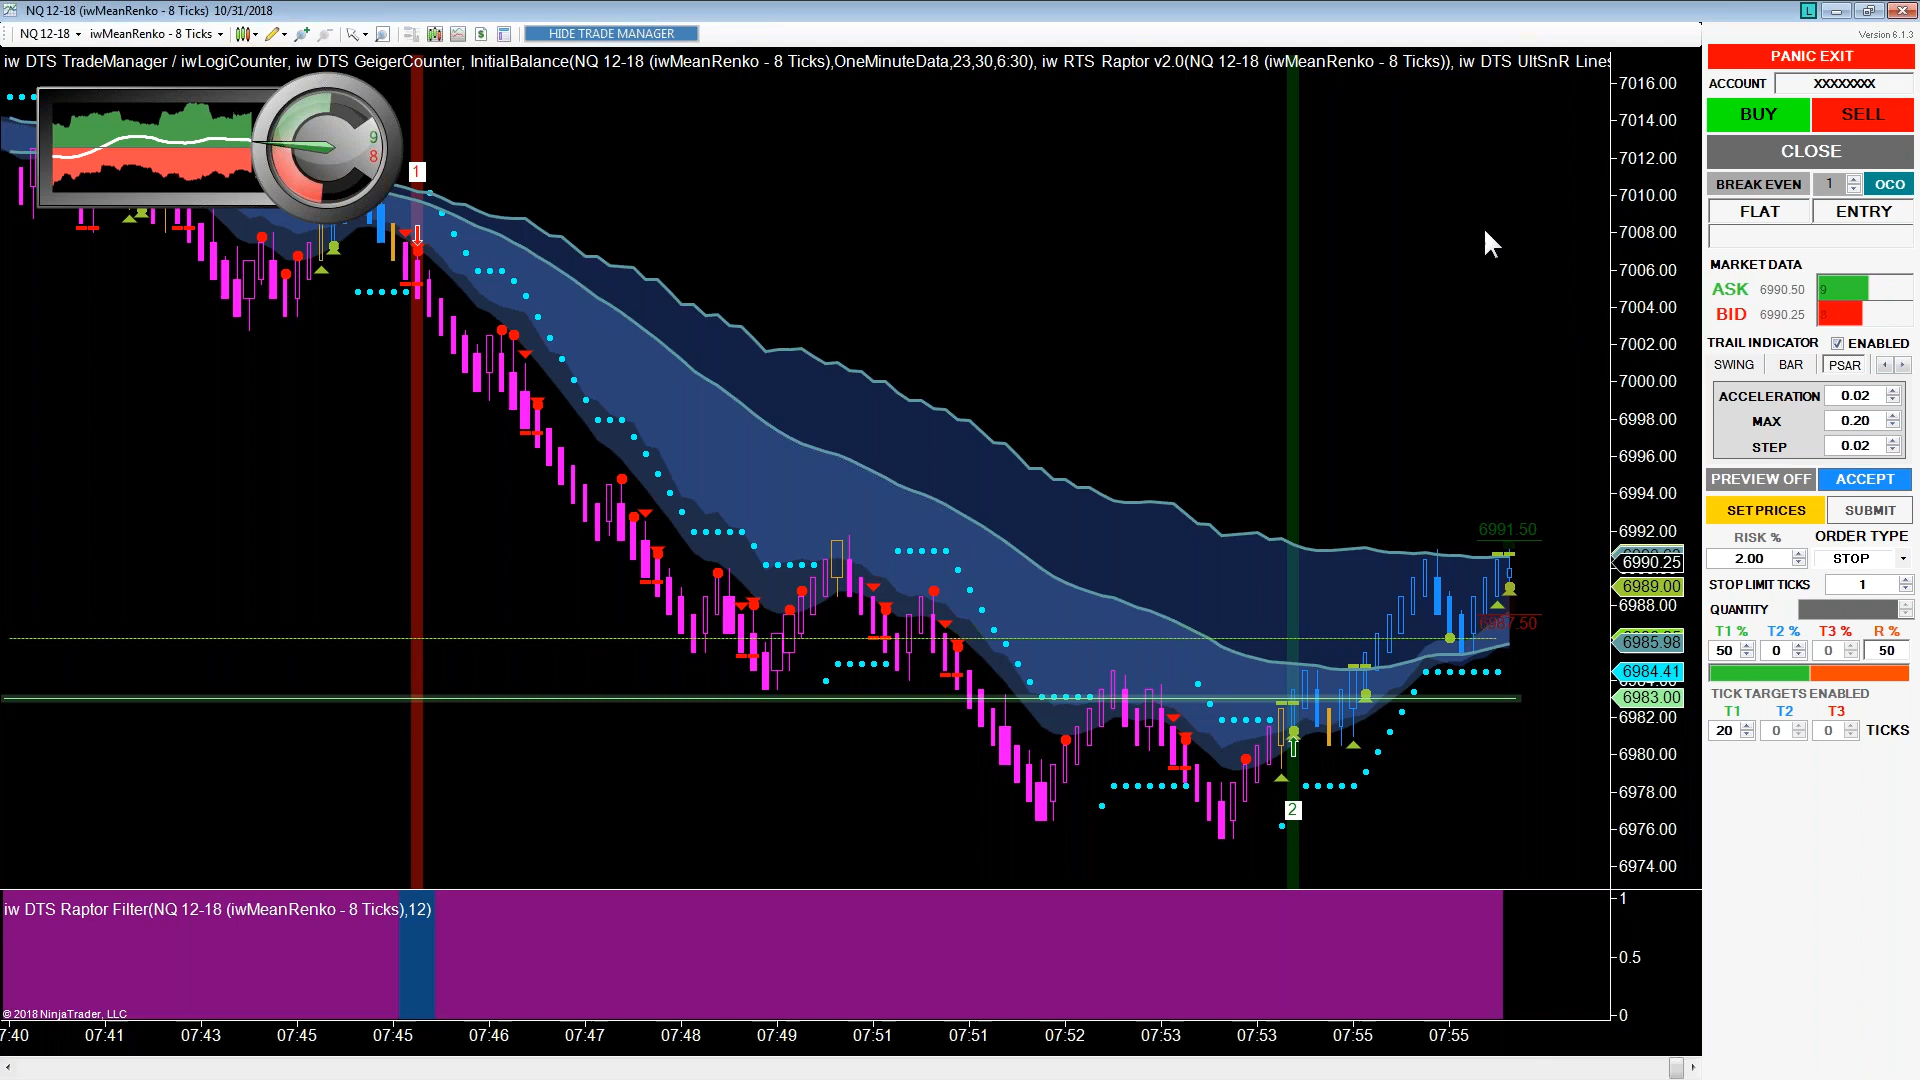 NQ 12-18 (iwMeanRenko - 8 Ticks) 10/31/2018
L
NQ 12-18 iwMeanRenko - 8 Ticks $ HIDE TRADE MANAGER
Version 6.1.3
iw DTS TradeManager / iwLogiCounter, iw DTS GeigerCounter, InitialBalance(NQ 12-18 (iwMeanRenko - 8 Ticks),OneMinuteData,23,30,6:30), iw RTS Raptor v2.0(NQ 12-18 (iwMeanRenko - 8 Ticks)), iw DTS UltSnR Lines
9
8
1
2
6991.50
6987.50
7016.00
7014.00
7012.00
7010.00
7008.00
7006.00
7004.00
7002.00
7000.00
6998.00
6996.00
6994.00
6992.00
6990.25
6989.00
6988.00
6985.98
6984.41
6983.00
6982.00
6980.00
6978.00
6976.00
6974.00
iw DTS Raptor Filter(NQ 12-18 (iwMeanRenko - 8 Ticks),12)
1
0.5
0
© 2018 NinjaTrader, LLC
7:40 07:41 07:43 07:45 07:45 07:46 07:47 07:48 07:49 07:51 07:51 07:52 07:53 07:53 07:55 07:55
PANIC EXIT
ACCOUNT XXXXXXXX
BUY SELL
CLOSE
BREAK EVEN 1 OCO
FLAT ENTRY
MARKET DATA
ASK 6990.50 9
BID 6990.25 8
TRAIL INDICATOR ENABLED
SWING BAR PSAR
ACCELERATION 0.02
MAX 0.20
STEP 0.02
PREVIEW OFF ACCEPT
SET PRICES SUBMIT
RISK % ORDER TYPE
2.00 STOP
STOP LIMIT TICKS 1
QUANTITY
T1 % T2 % T3 % R %
50 0 0 50
TICK TARGETS ENABLED
T1 T2 T3
20 0 0 TICKS